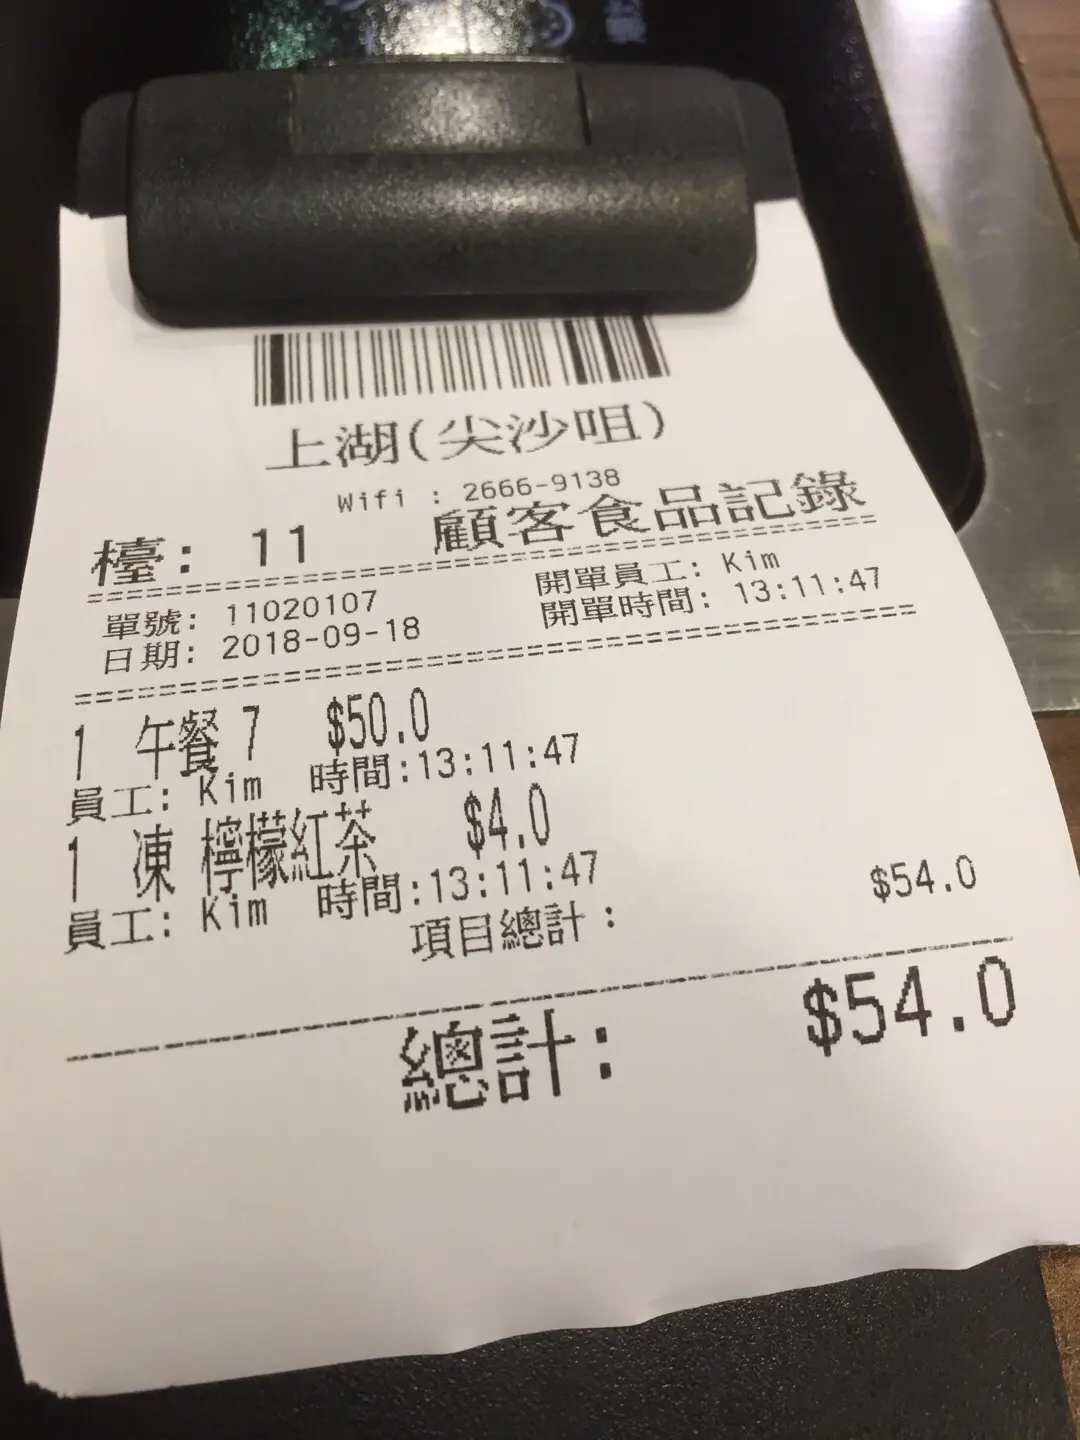 上湖(尖沙咀)
Wifi : 2666-9138
檯: 11 顧客食品記錄
單號: 11020107 開單員工: Kim
日期: 2018-09-18 開單時間: 13:11:47
1 午餐 7 $50.0
員工: Kim 時間:13:11:47
1 凍 檸檬紅茶 $4.0
員工: Kim 時間:13:11:47
項目總計: $54.0
總計: $54.0